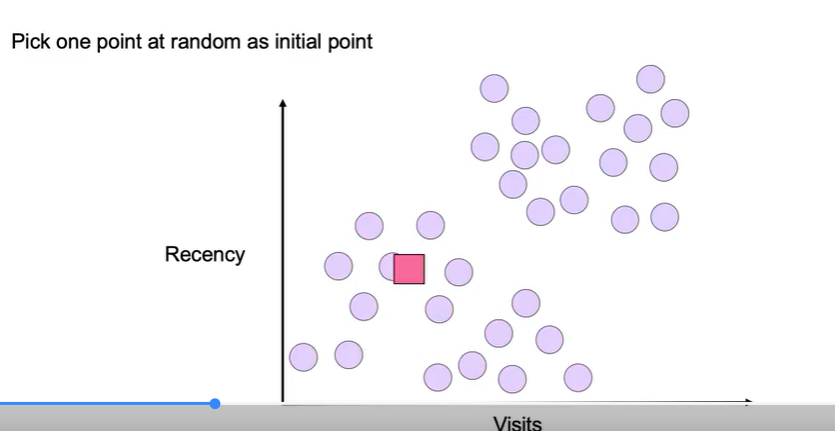 Pick one point at random as initial point
Recency
Visits